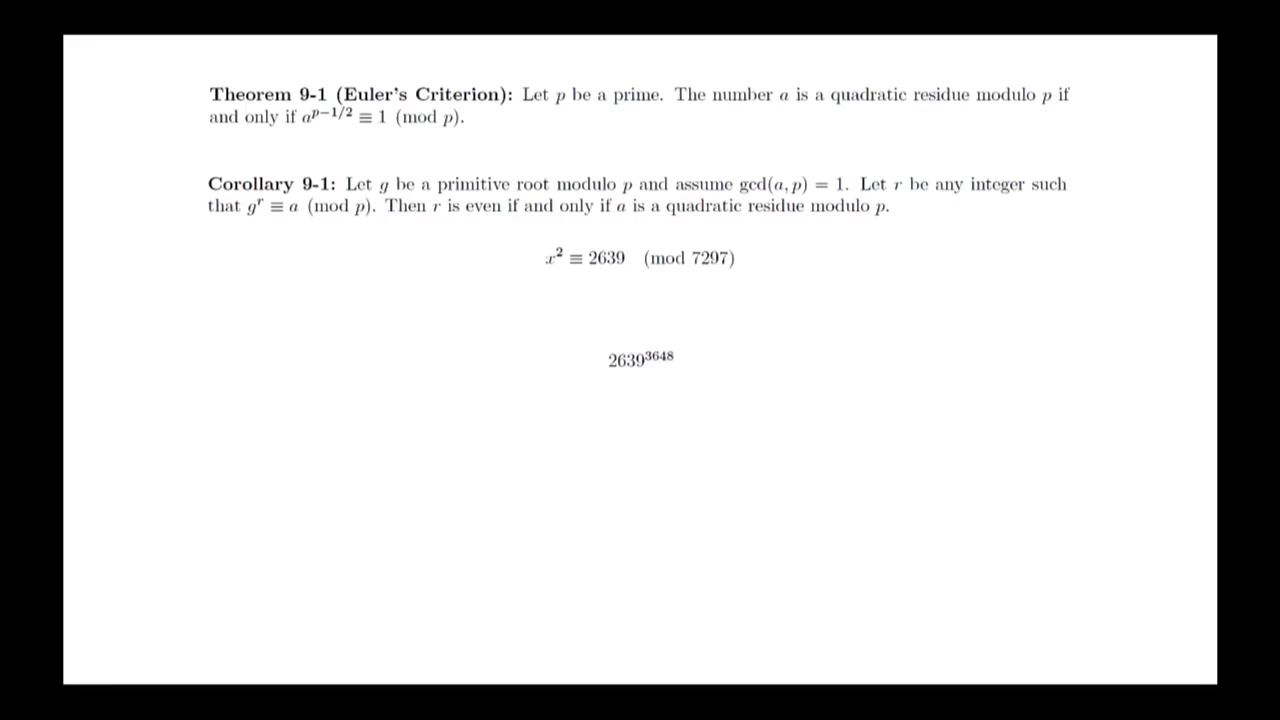 Theorem 9-1 (Euler's Criterion): Let p be a prime. The number a is a quadratic residue modulo p if
and only if a^{p−1/2} ≡ 1 (mod p).
Corollary 9-1: Let g be a primitive root modulo p and assume gcd(a, p) = 1. Let r be any integer such
that g^r ≡ a (mod p). Then r is even if and only if a is a quadratic residue modulo p.
x² ≡ 2639 (mod 7297)
2639^{3648}